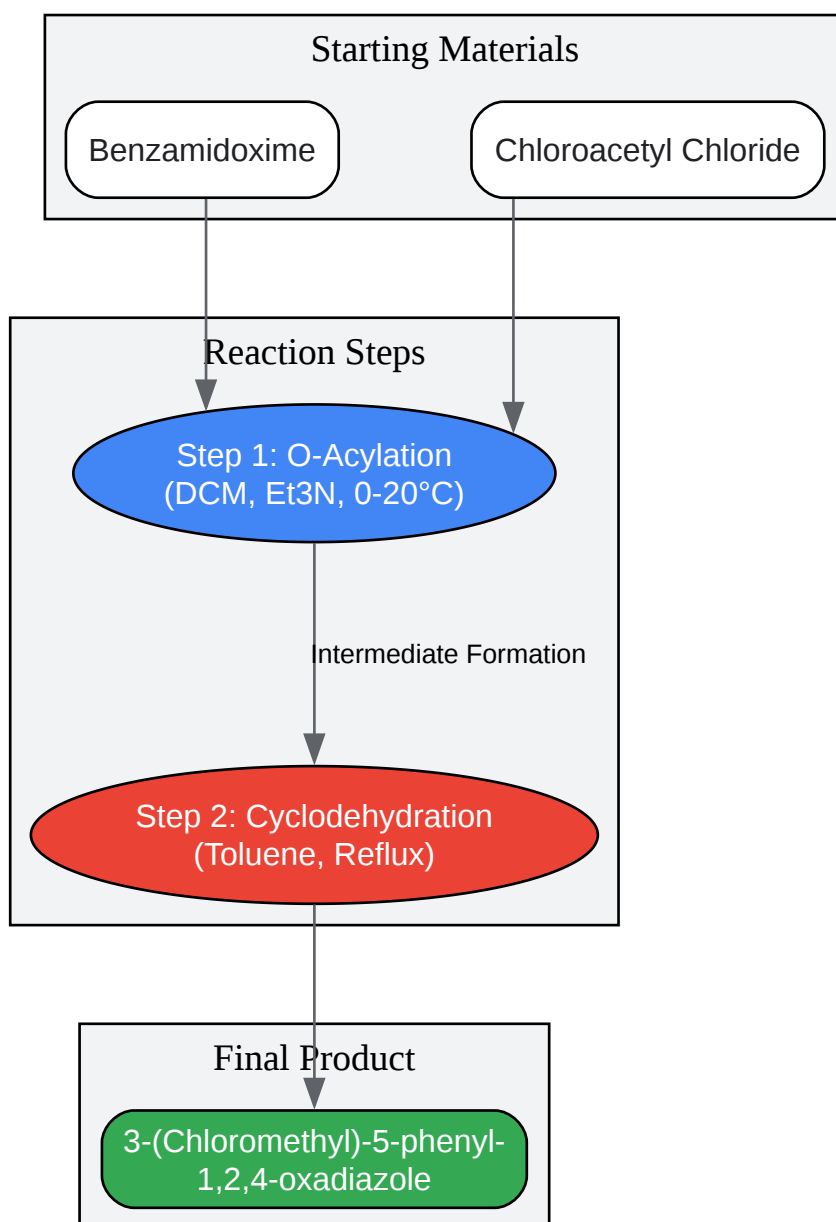 Starting Materials
Benzamidoxime
Chloroacetyl Chloride
Reaction Steps
Step 1: O-Acylation
(DCM, Et3N, 0-20°C)
Intermediate Formation
Step 2: Cyclodehydration
(Toluene, Reflux)
Final Product
3-(Chloromethyl)-5-phenyl-
1,2,4-oxadiazole